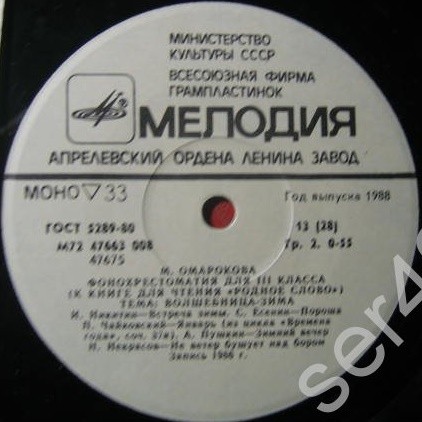 МИНИСТЕРСТВО
КУЛЬТУРЫ СССР
ВСЕСОЮЗНАЯ ФИРМА
ГРАМПЛАСТИНОК
МЕЛОДИЯ
АПРЕЛЕВСКИЙ ОРДЕНА ЛЕНИНА ЗАВОД
МОНО ▽ 33
Год выпуска 1988
ГОСТ 5289-80
13 (28)
М72 47663 008
Гр. 2. 0-55
47675
И. ОМАРОКОВА
ФОНОХРЕСТОМАТИЯ ДЛЯ III КЛАССА
(К КНИГЕ ДЛЯ ЧТЕНИЯ «РОДНОЕ СЛОВО»)
ТЕМА: ВОЛШЕБНИЦА-ЗИМА
И. Никитин—Встреча зимы. С. Есенин—Пороша
П. Чайковский—Январь (из цикла «Времена
года», соч. 37в). А. Пушкин—Зимний вечер
Н. Некрасов—Не ветер бушует над бором
Запись 1986 г.